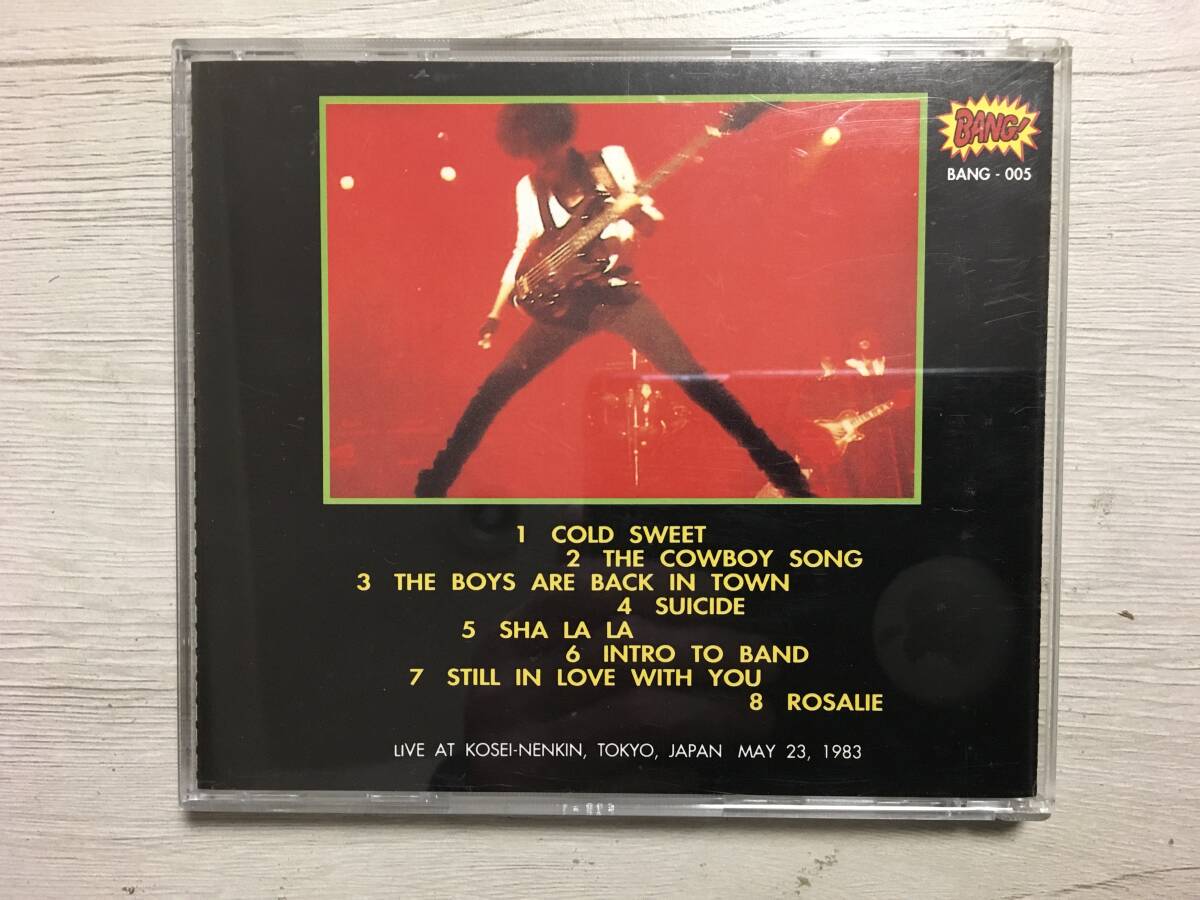 BANG!
BANG - 005
1 COLD SWEET
2 THE COWBOY SONG
3 THE BOYS ARE BACK IN TOWN
4 SUICIDE
5 SHA LA LA
6 INTRO TO BAND
7 STILL IN LOVE WITH YOU
8 ROSALIE
LIVE AT KOSEI-NENKIN, TOKYO, JAPAN MAY 23, 1983